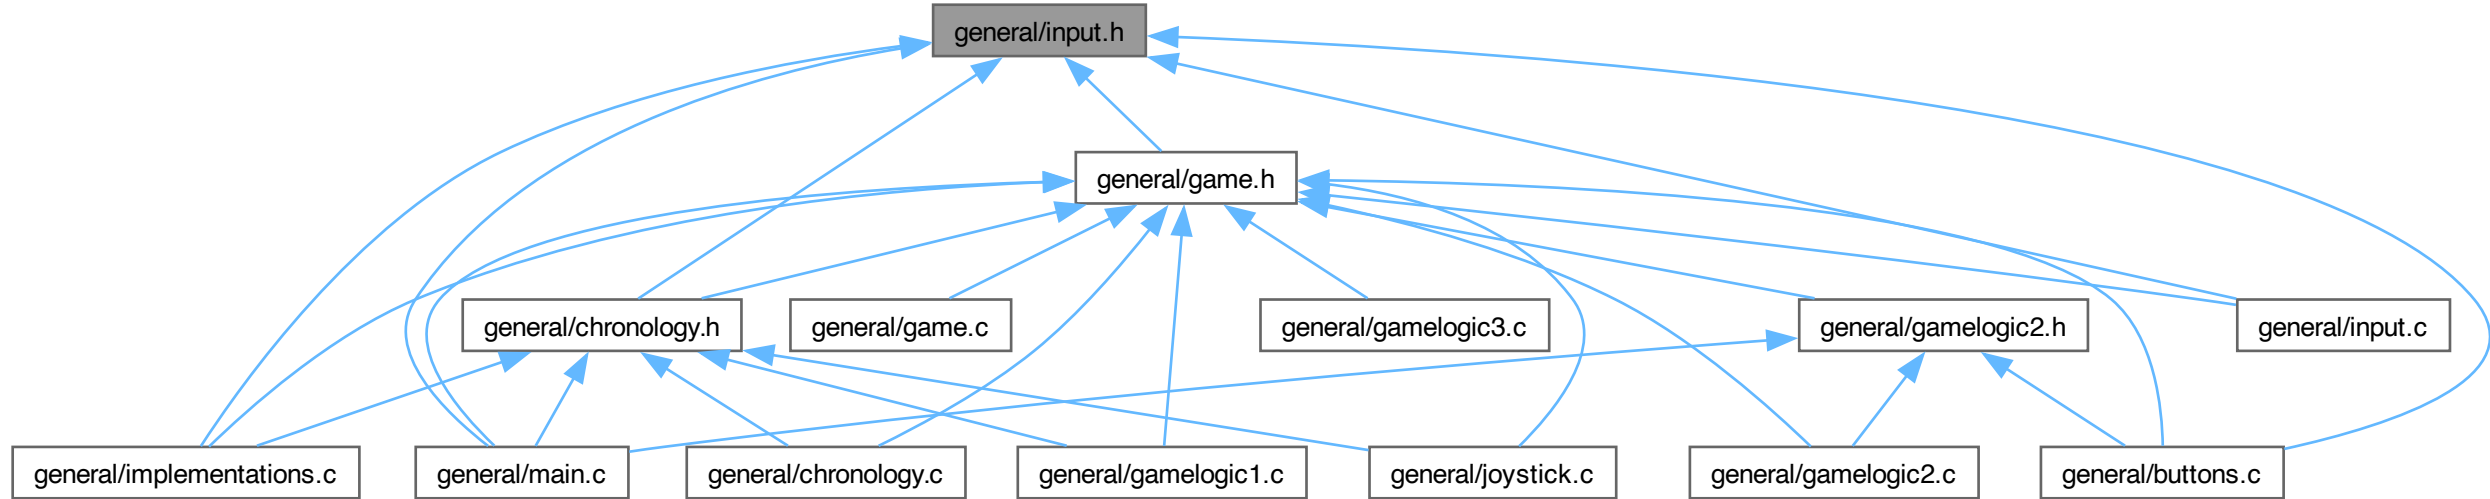 general/input.h
general/game.h
general/chronology.h
general/game.c
general/gamelogic3.c
general/gamelogic2.h
general/input.c
general/implementations.c
general/main.c
general/chronology.c
general/gamelogic1.c
general/joystick.c
general/gamelogic2.c
general/buttons.c